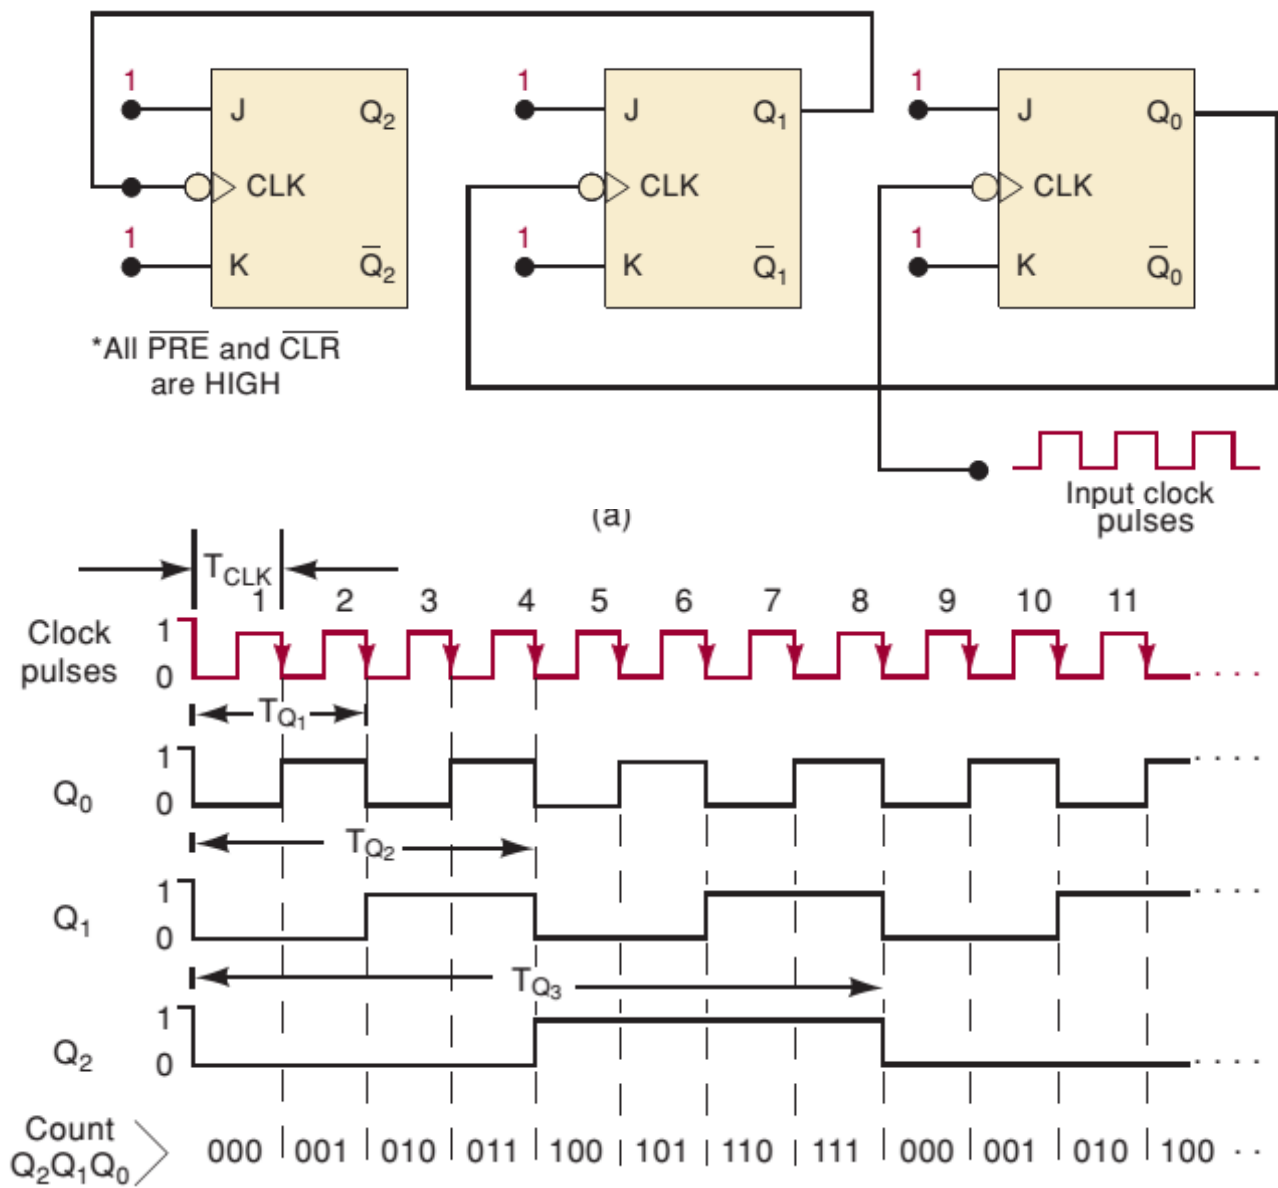 1 1 1
J Q2 J Q1 J Q0
CLK CLK CLK
1 1 1
K Q̅2 K Q̅1 K Q̅0
*All P̅R̅E̅ and C̅L̅R̅
are HIGH
Input clock
pulses
(a)
TCLK
1 2 3 4 5 6 7 8 9 10 11
Clock
pulses
1
0
TQ1
Q0
1
0
TQ2
Q1
1
0
TQ3
Q2
1
0
Count
Q2Q1Q0
000 001 010 011 100 101 110 111 000 001 010 100